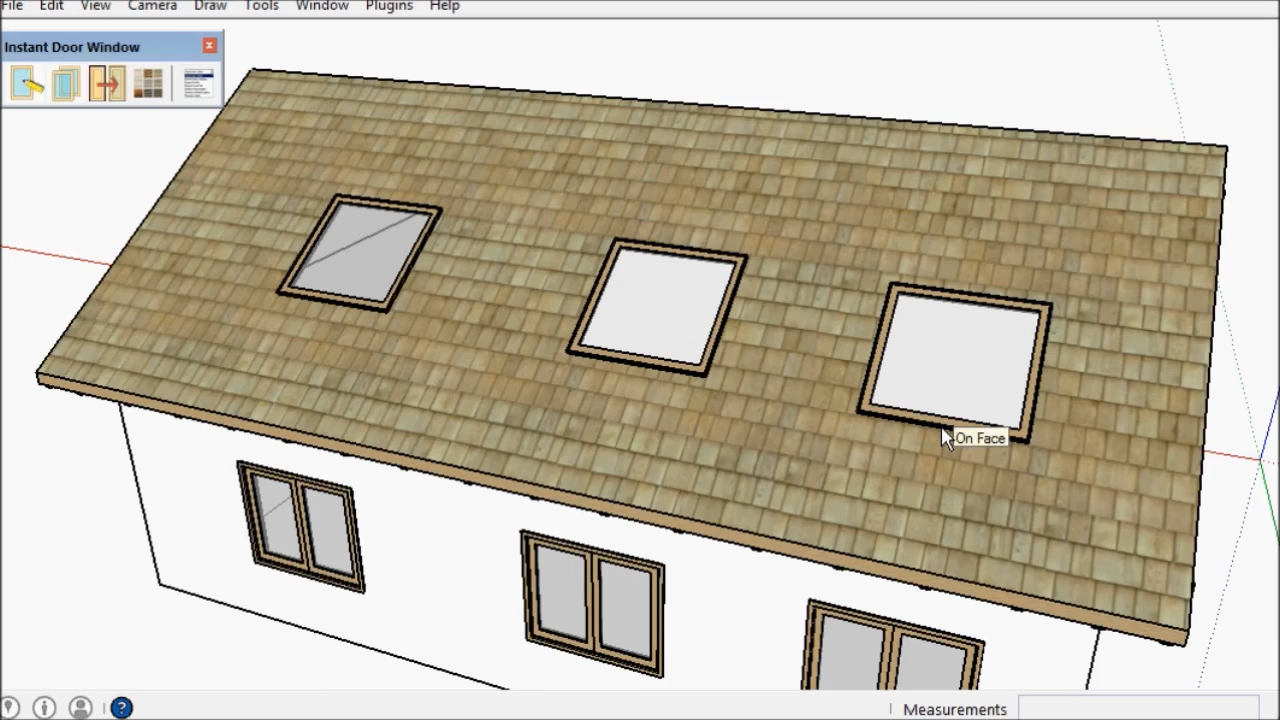 File Edit View Camera Draw Tools Window Plugins Help
Instant Door Window
On Face
Measurements